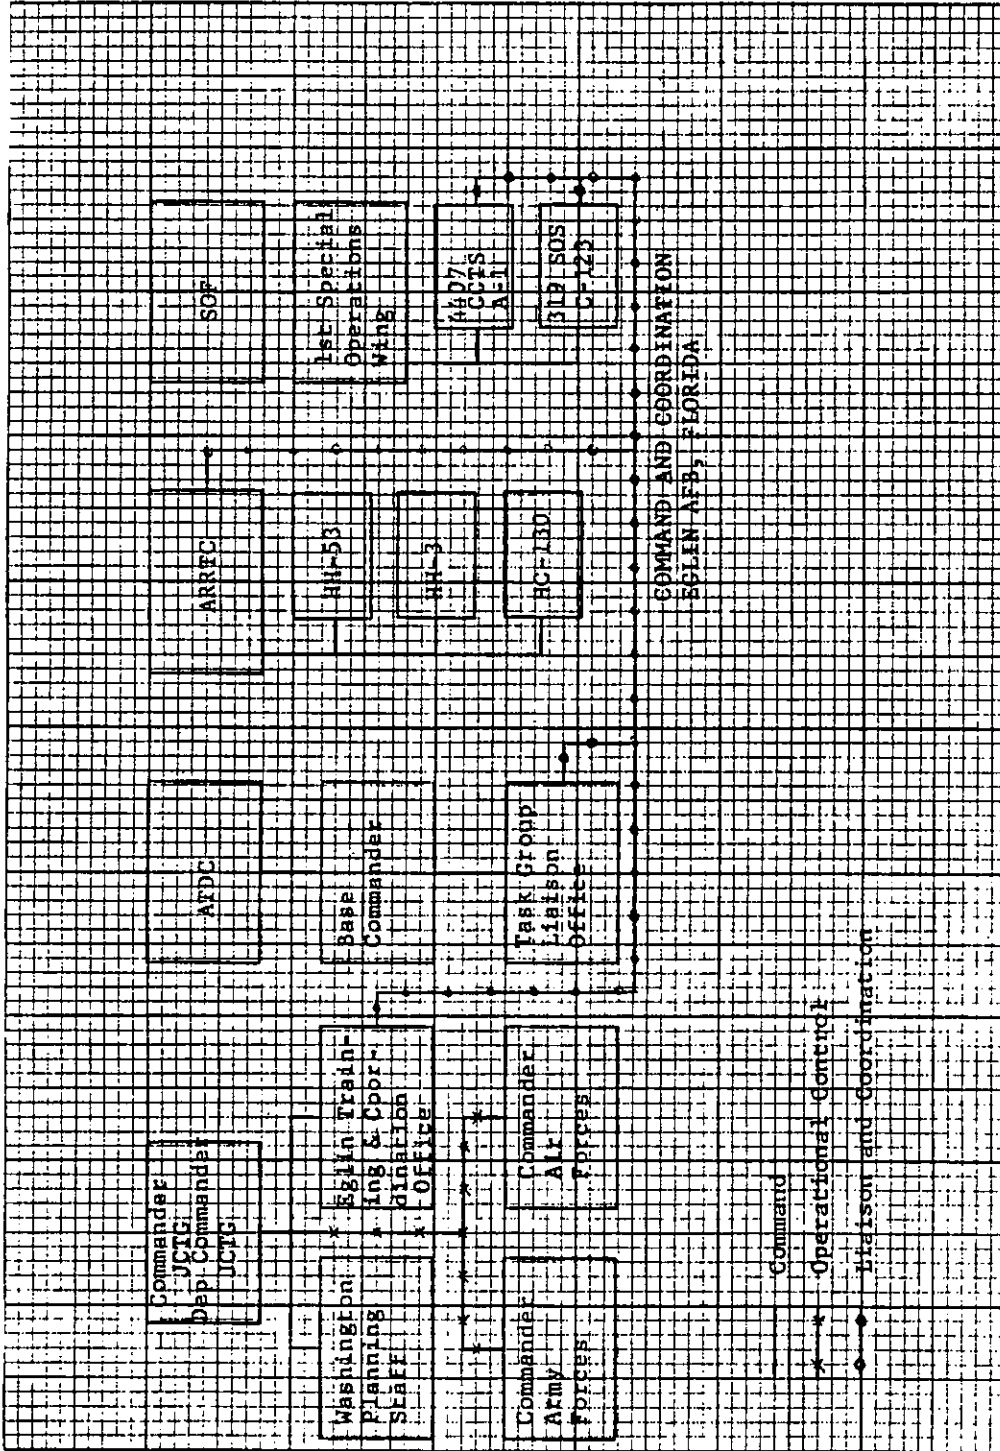 Commander
JCTG
Dep Commander
JCTG
Washington
Planning
Staff
Eglin Train-
ing & Coor-
dination
Office
Commander
Army
Forces
Commander
Air
Forces
ATDC
Base
Commander
Task Group
Liaison
Office
ARRTC
HH-53
HH-3
HC-130
SOF
1st Special
Operations
Wing
4407
CCTS
A-1
319 SOS
C-123
Command
Operational Control
Liaison and Coordination
COMMAND AND COORDINATION
EGLIN AFB, FLORIDA